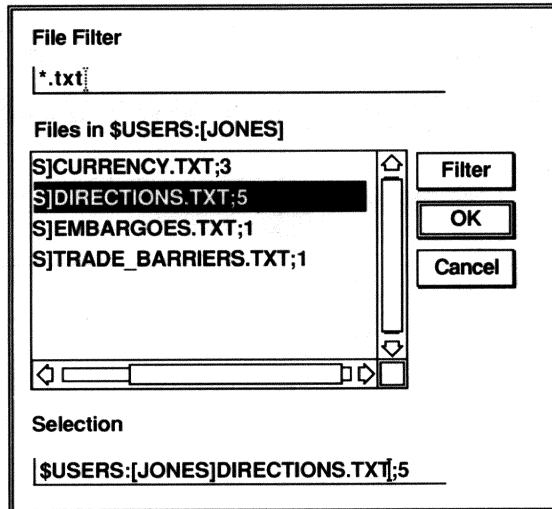 File Filter
*.txt
Files in $USERS:[JONES]
S]CURRENCY.TXT;3
S]DIRECTIONS.TXT;5
S]EMBARGOES.TXT;1
S]TRADE_BARRIERS.TXT;1
Filter
OK
Cancel
Selection
$USERS:[JONES]DIRECTIONS.TXT;5